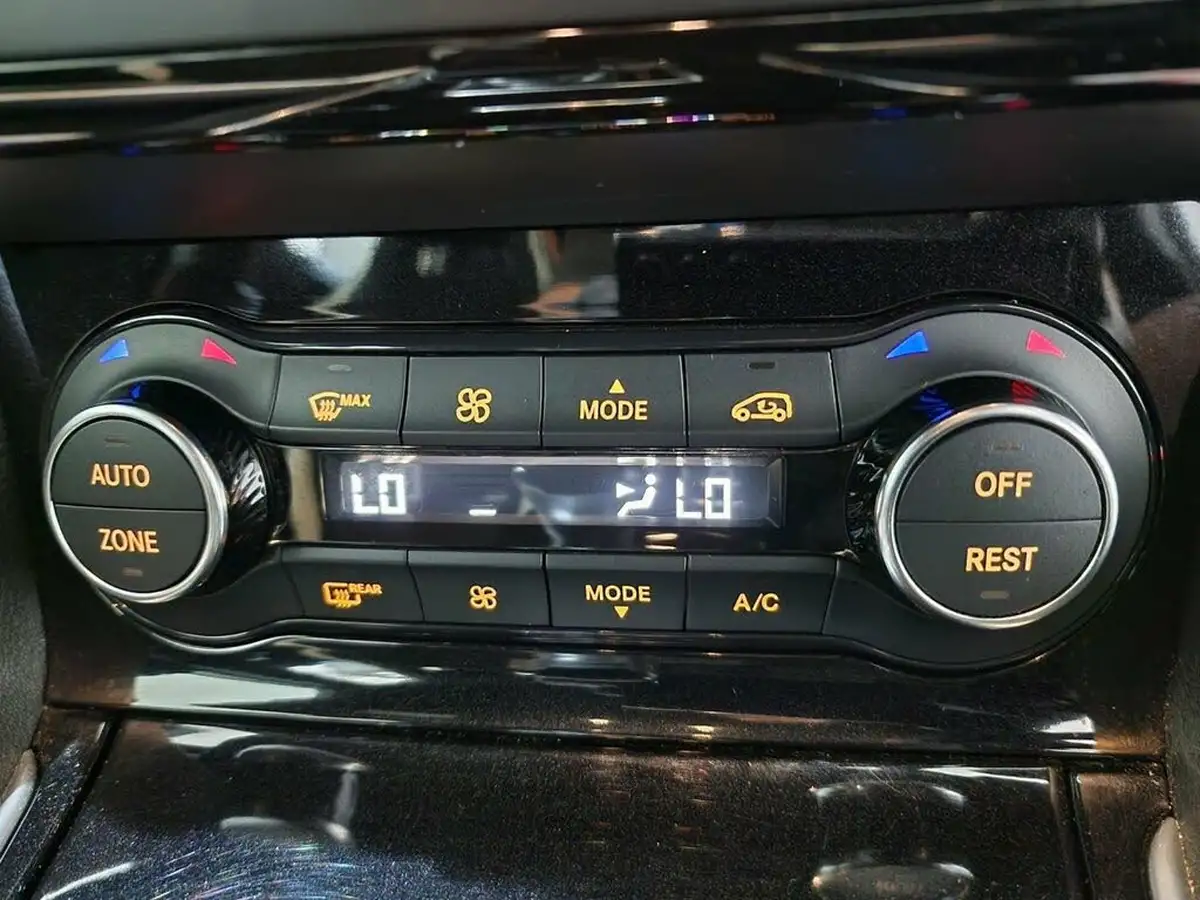 MAX
MODE
AUTO
ZONE
LO
LO
OFF
REST
REAR
MODE
A/C